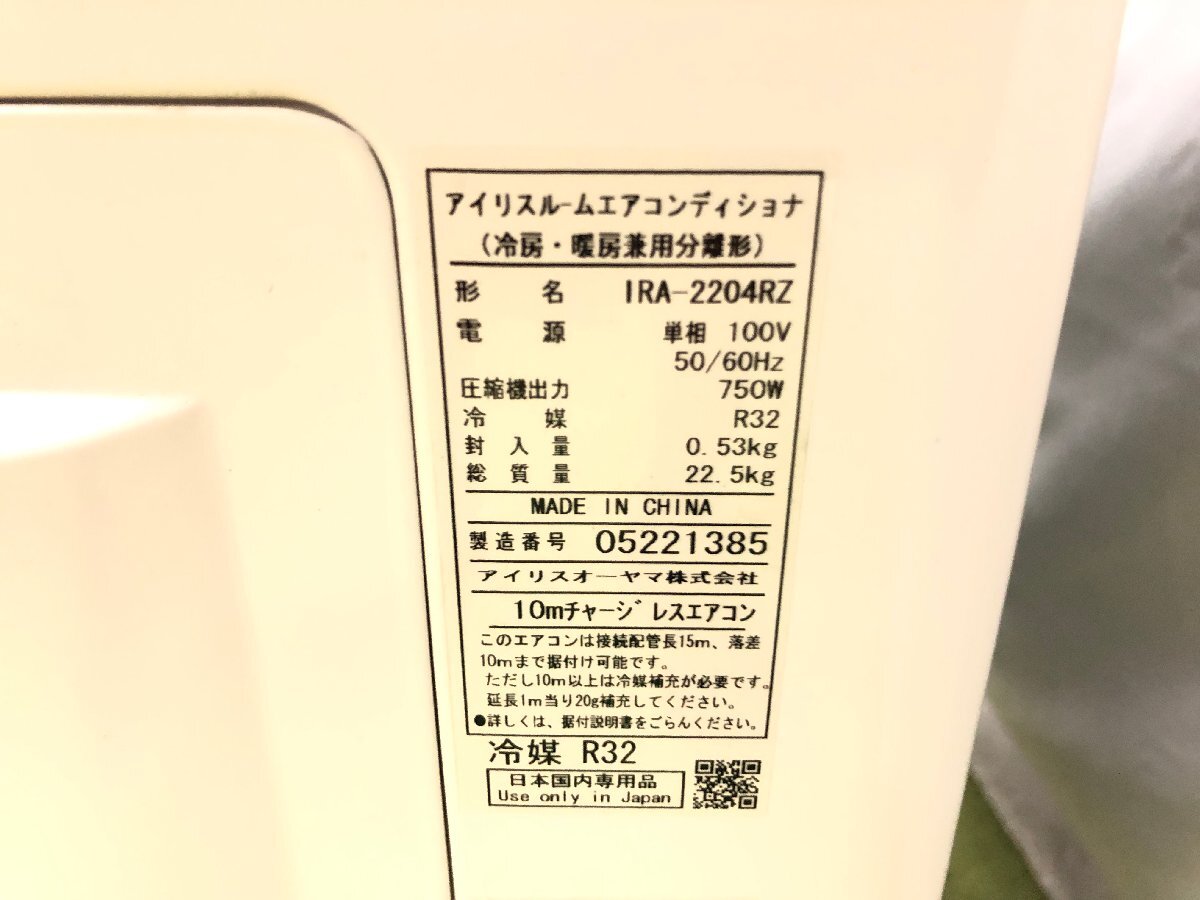 アイリスルームエアコンディショナ
（冷房・暖房兼用分離形）
形名 IRA-2204RZ
電源 単相 100V
50/60Hz
圧縮機出力 750W
冷媒 R32
封入量 0.53kg
総質量 22.5kg
MADE IN CHINA
製造番号 05221385
アイリスオーヤマ株式会社
10mチャージレスエアコン
このエアコンは接続配管長15m、落差
10mまで据付け可能です。
ただし10m以上は冷媒補充が必要です。
延長1m当り20g補充してください。
●詳しくは、据付説明書をごらんください。
冷媒 R32
日本国内専用品
Use only in Japan